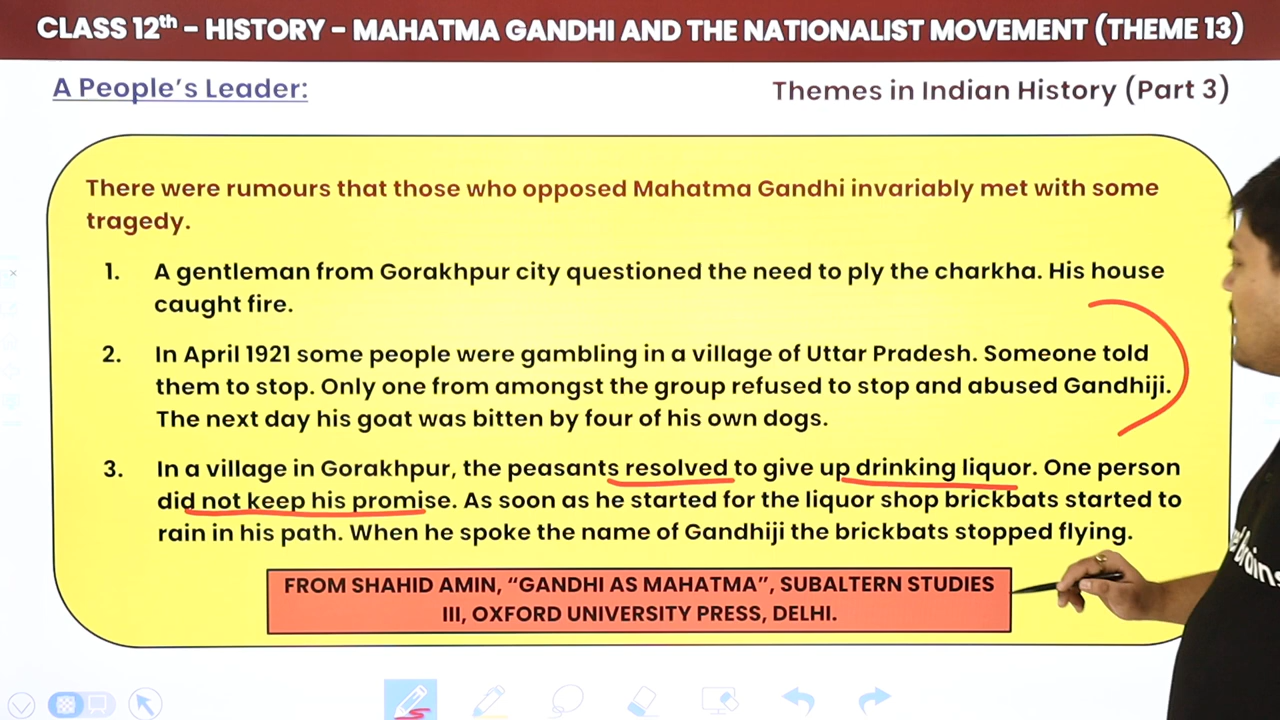 CLASS 12th – HISTORY – MAHATMA GANDHI AND THE NATIONALIST MOVEMENT (THEME 13)
A People's Leader:
Themes in Indian History (Part 3)
There were rumours that those who opposed Mahatma Gandhi invariably met with some
tragedy.
1. A gentleman from Gorakhpur city questioned the need to ply the charkha. His house
caught fire.
2. In April 1921 some people were gambling in a village of Uttar Pradesh. Someone told
them to stop. Only one from amongst the group refused to stop and abused Gandhiji.
The next day his goat was bitten by four of his own dogs.
3. In a village in Gorakhpur, the peasants resolved to give up drinking liquor. One person
did not keep his promise. As soon as he started for the liquor shop brickbats started to
rain in his path. When he spoke the name of Gandhiji the brickbats stopped flying.
FROM SHAHID AMIN, "GANDHI AS MAHATMA", SUBALTERN STUDIES
III, OXFORD UNIVERSITY PRESS, DELHI.